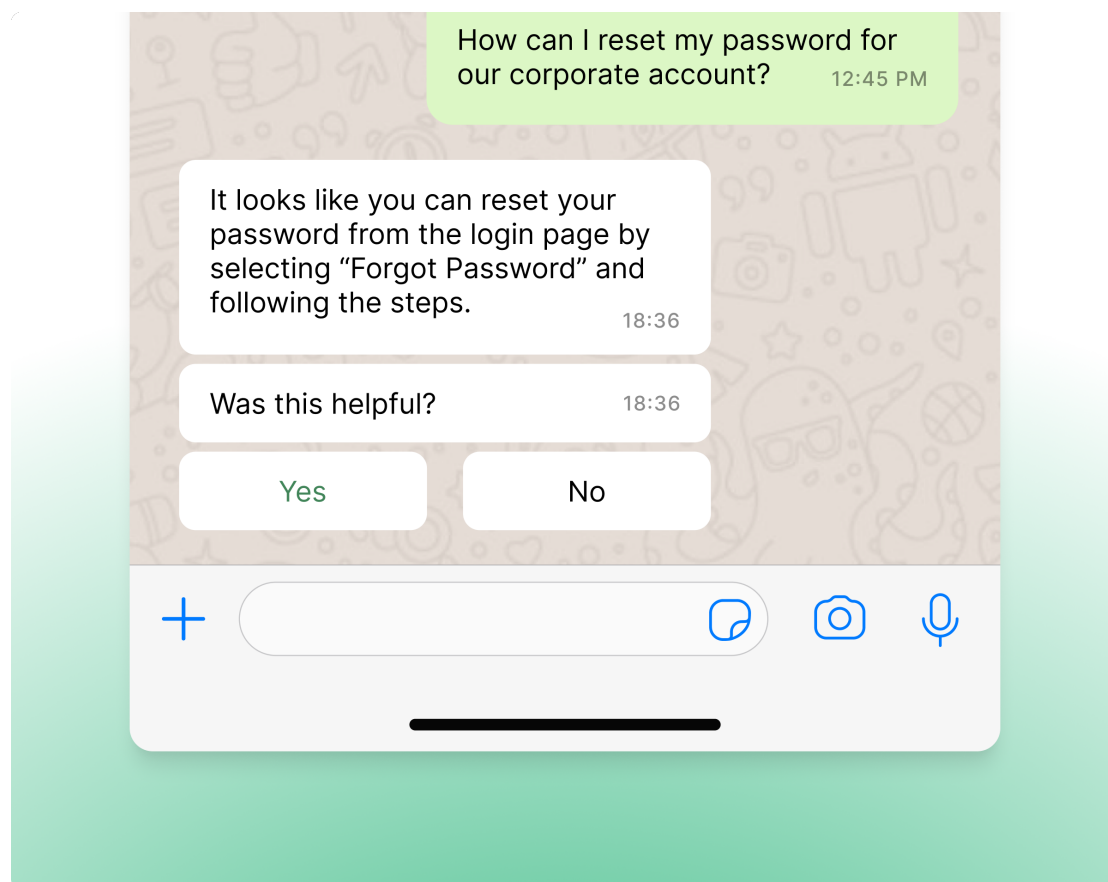 How can I reset my password for
our corporate account? 12:45 PM
It looks like you can reset your
password from the login page by
selecting “Forgot Password” and
following the steps.
18:36
Was this helpful? 18:36
Yes No